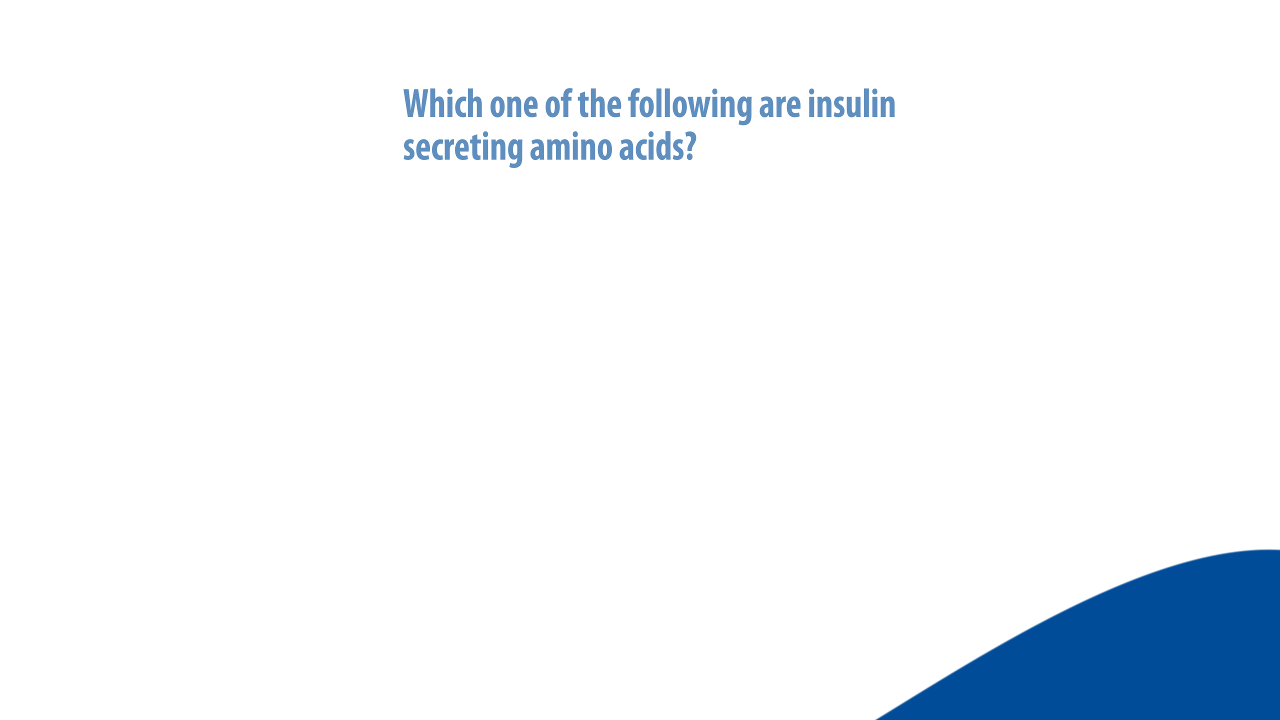 Which one of the following are insulin
secreting amino acids?